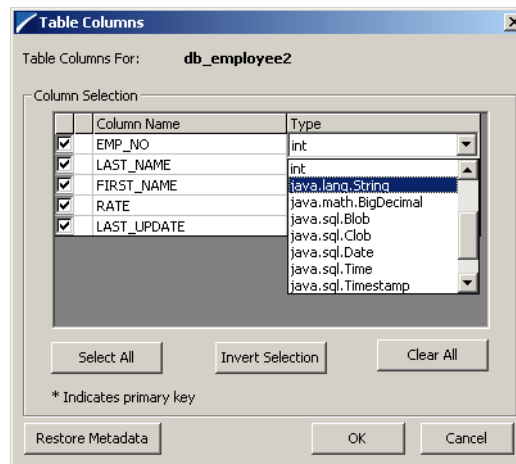 Table Columns
Table Columns For: db_employee2
Column Selection
Column Name Type
EMP_NO int
LAST_NAME int
FIRST_NAME java.lang.String
RATE java.math.BigDecimal
LAST_UPDATE java.sql.Blob
java.sql.Clob
java.sql.Date
java.sql.Time
java.sql.Timestamp
Select All Invert Selection Clear All
* Indicates primary key
Restore Metadata OK Cancel